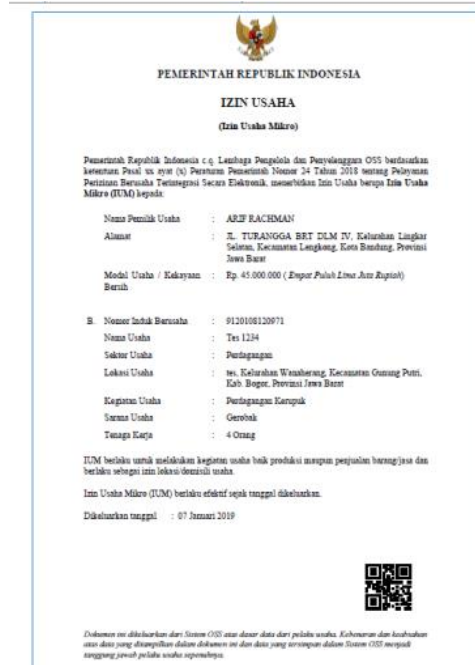 PEMERINTAH REPUBLIK INDONESIA
IZIN USAHA
(Izin Usaha Mikro)
Pemerintah Republik Indonesia c.q. Lembaga Pengelola dan Penyelenggara OSS berdasarkan
ketentuan Pasal xx ayat (x) Peraturan Pemerintah Nomor 24 Tahun 2018 tentang Pelayanan
Perizinan Berusaha Terintegrasi Secara Elektronik, menerbitkan Izin Usaha berupa Izin Usaha
Mikro (IUM) kepada:
Nama Pemilik Usaha : ARIF RACHMAN
Alamat : JL. TURANGGA BRT DLM IV, Kelurahan Lingkar
Selatan, Kecamatan Lengkong, Kota Bandung, Provinsi
Jawa Barat
Modal Usaha / Kekayaan : Rp. 45.000.000 ( Empat Puluh Lima Juta Rupiah)
Bersih
B. Nomor Induk Berusaha : 9120108120971
Nama Usaha : Tes 1234
Sektor Usaha : Perdagangan
Lokasi Usaha : tes, Kelurahan Wanaherang, Kecamatan Gunung Putri,
Kab. Bogor, Provinsi Jawa Barat
Kegiatan Usaha : Perdagangan Kerupuk
Sarana Usaha : Gerobak
Tenaga Kerja : 4 Orang
IUM berlaku untuk melakukan kegiatan usaha baik produksi maupun penjualan barang/jasa dan
berlaku sebagai izin lokasi/domisili usaha.
Izin Usaha Mikro (IUM) berlaku efektif sejak tanggal dikeluarkan.
Dikeluarkan tanggal : 07 Januari 2019
Dokumen ini dikeluarkan dari Sistem OSS atas dasar data dari pelaku usaha. Kebenaran dan keabsahan
atas data yang ditampilkan dalam dokumen ini dan data yang tersimpan dalam Sistem OSS menjadi
tanggung jawab pelaku usaha sepenuhnya.